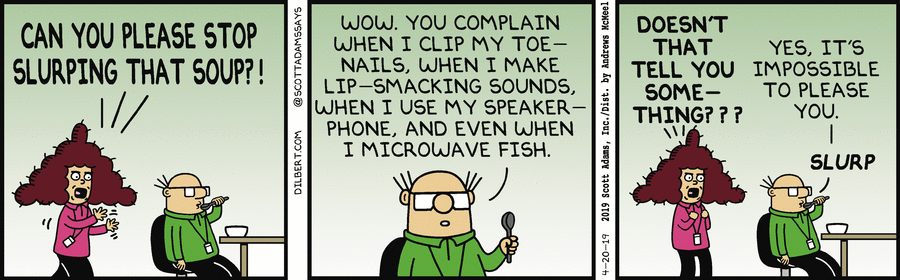 CAN YOU PLEASE STOP
SLURPING THAT SOUP?!
DILBERT.COM @SCOTTADAMSSAYS
WOW. YOU COMPLAIN
WHEN I CLIP MY TOE-
NAILS, WHEN I MAKE
LIP-SMACKING SOUNDS,
WHEN I USE MY SPEAKER-
PHONE, AND EVEN WHEN
I MICROWAVE FISH.
4-20-19 2019 Scott Adams, Inc./Dist. by Andrews McMeel
DOESN'T
THAT
TELL YOU
SOME-
THING???
YES, IT'S
IMPOSSIBLE
TO PLEASE
YOU.
SLURP